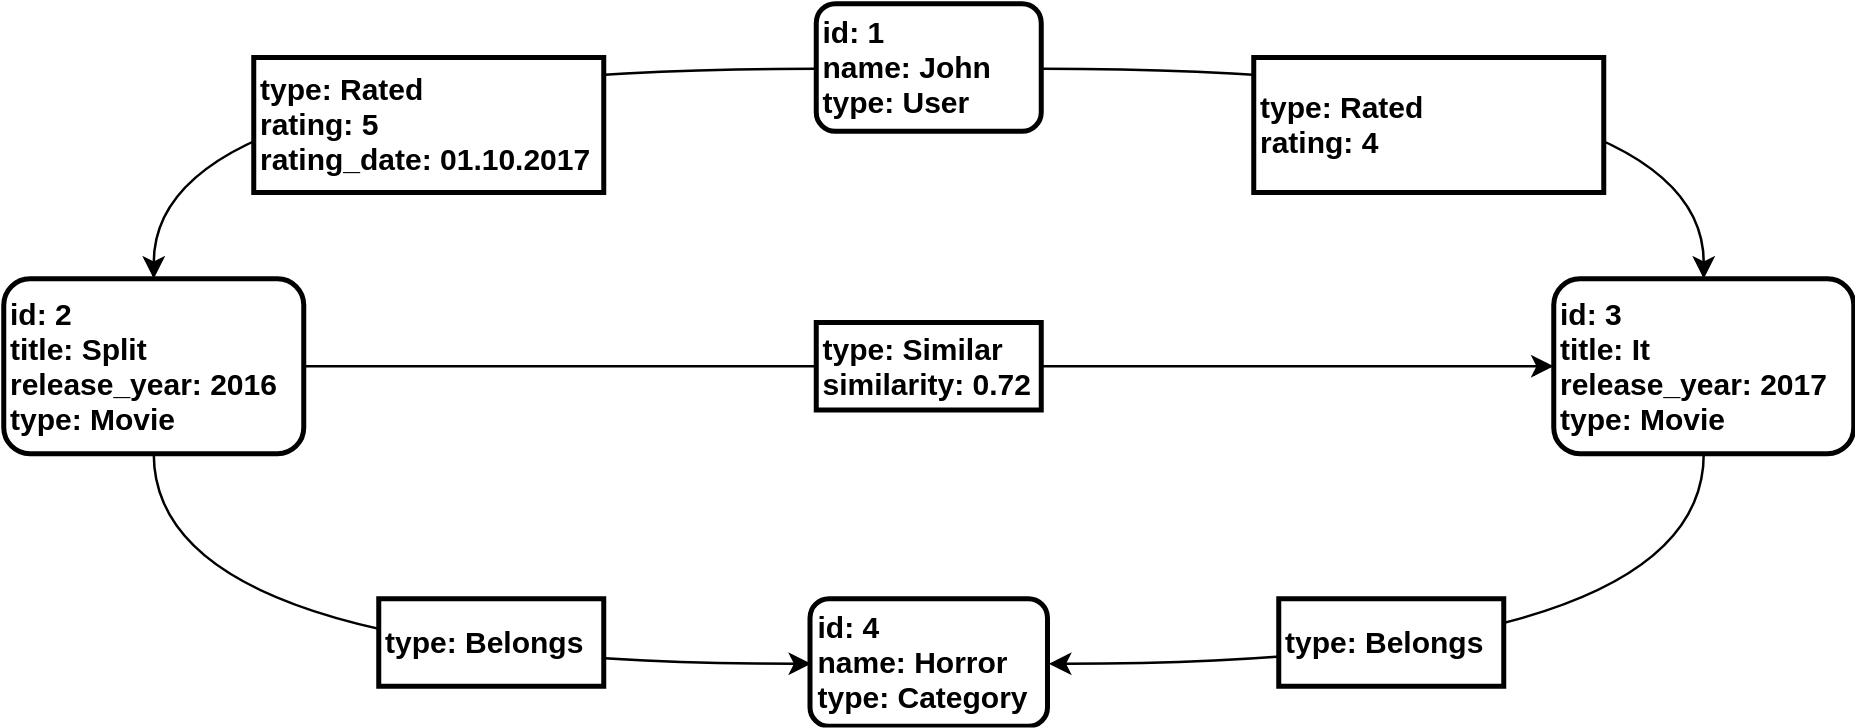 id: 1
name: John
type: User
type: Rated
rating: 5
rating_date: 01.10.2017
type: Rated
rating: 4
id: 2
title: Split
release_year: 2016
type: Movie
type: Similar
similarity: 0.72
id: 3
title: It
release_year: 2017
type: Movie
type: Belongs
id: 4
name: Horror
type: Category
type: Belongs